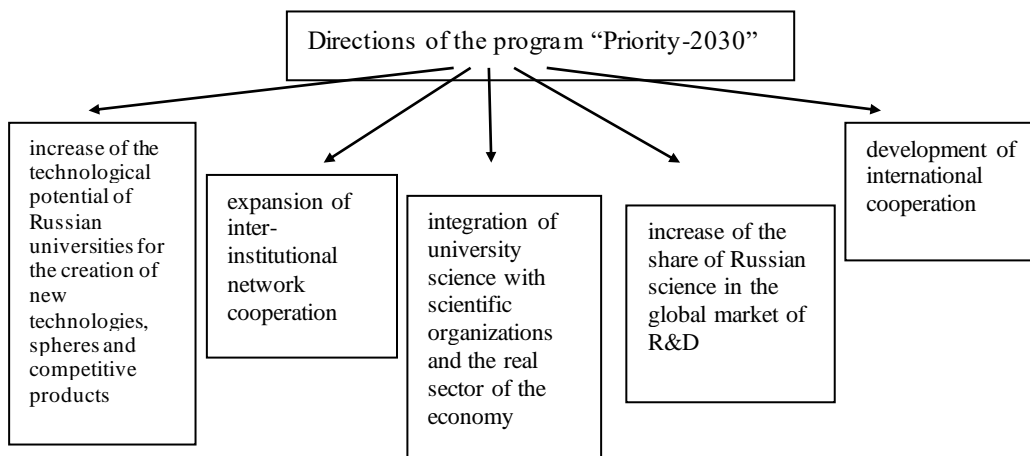 Directions of the program “Priority-2030”
increase of the
technological
potential of
Russian
universities for
the creation of
new
technologies,
spheres and
competitive
products
expansion of
inter-
institutional
network
cooperation
integration of
university
science with
scientific
organizations
and the real
sector of the
economy
increase of the
share of Russian
science in the
global market of
R&D
development of
international
cooperation